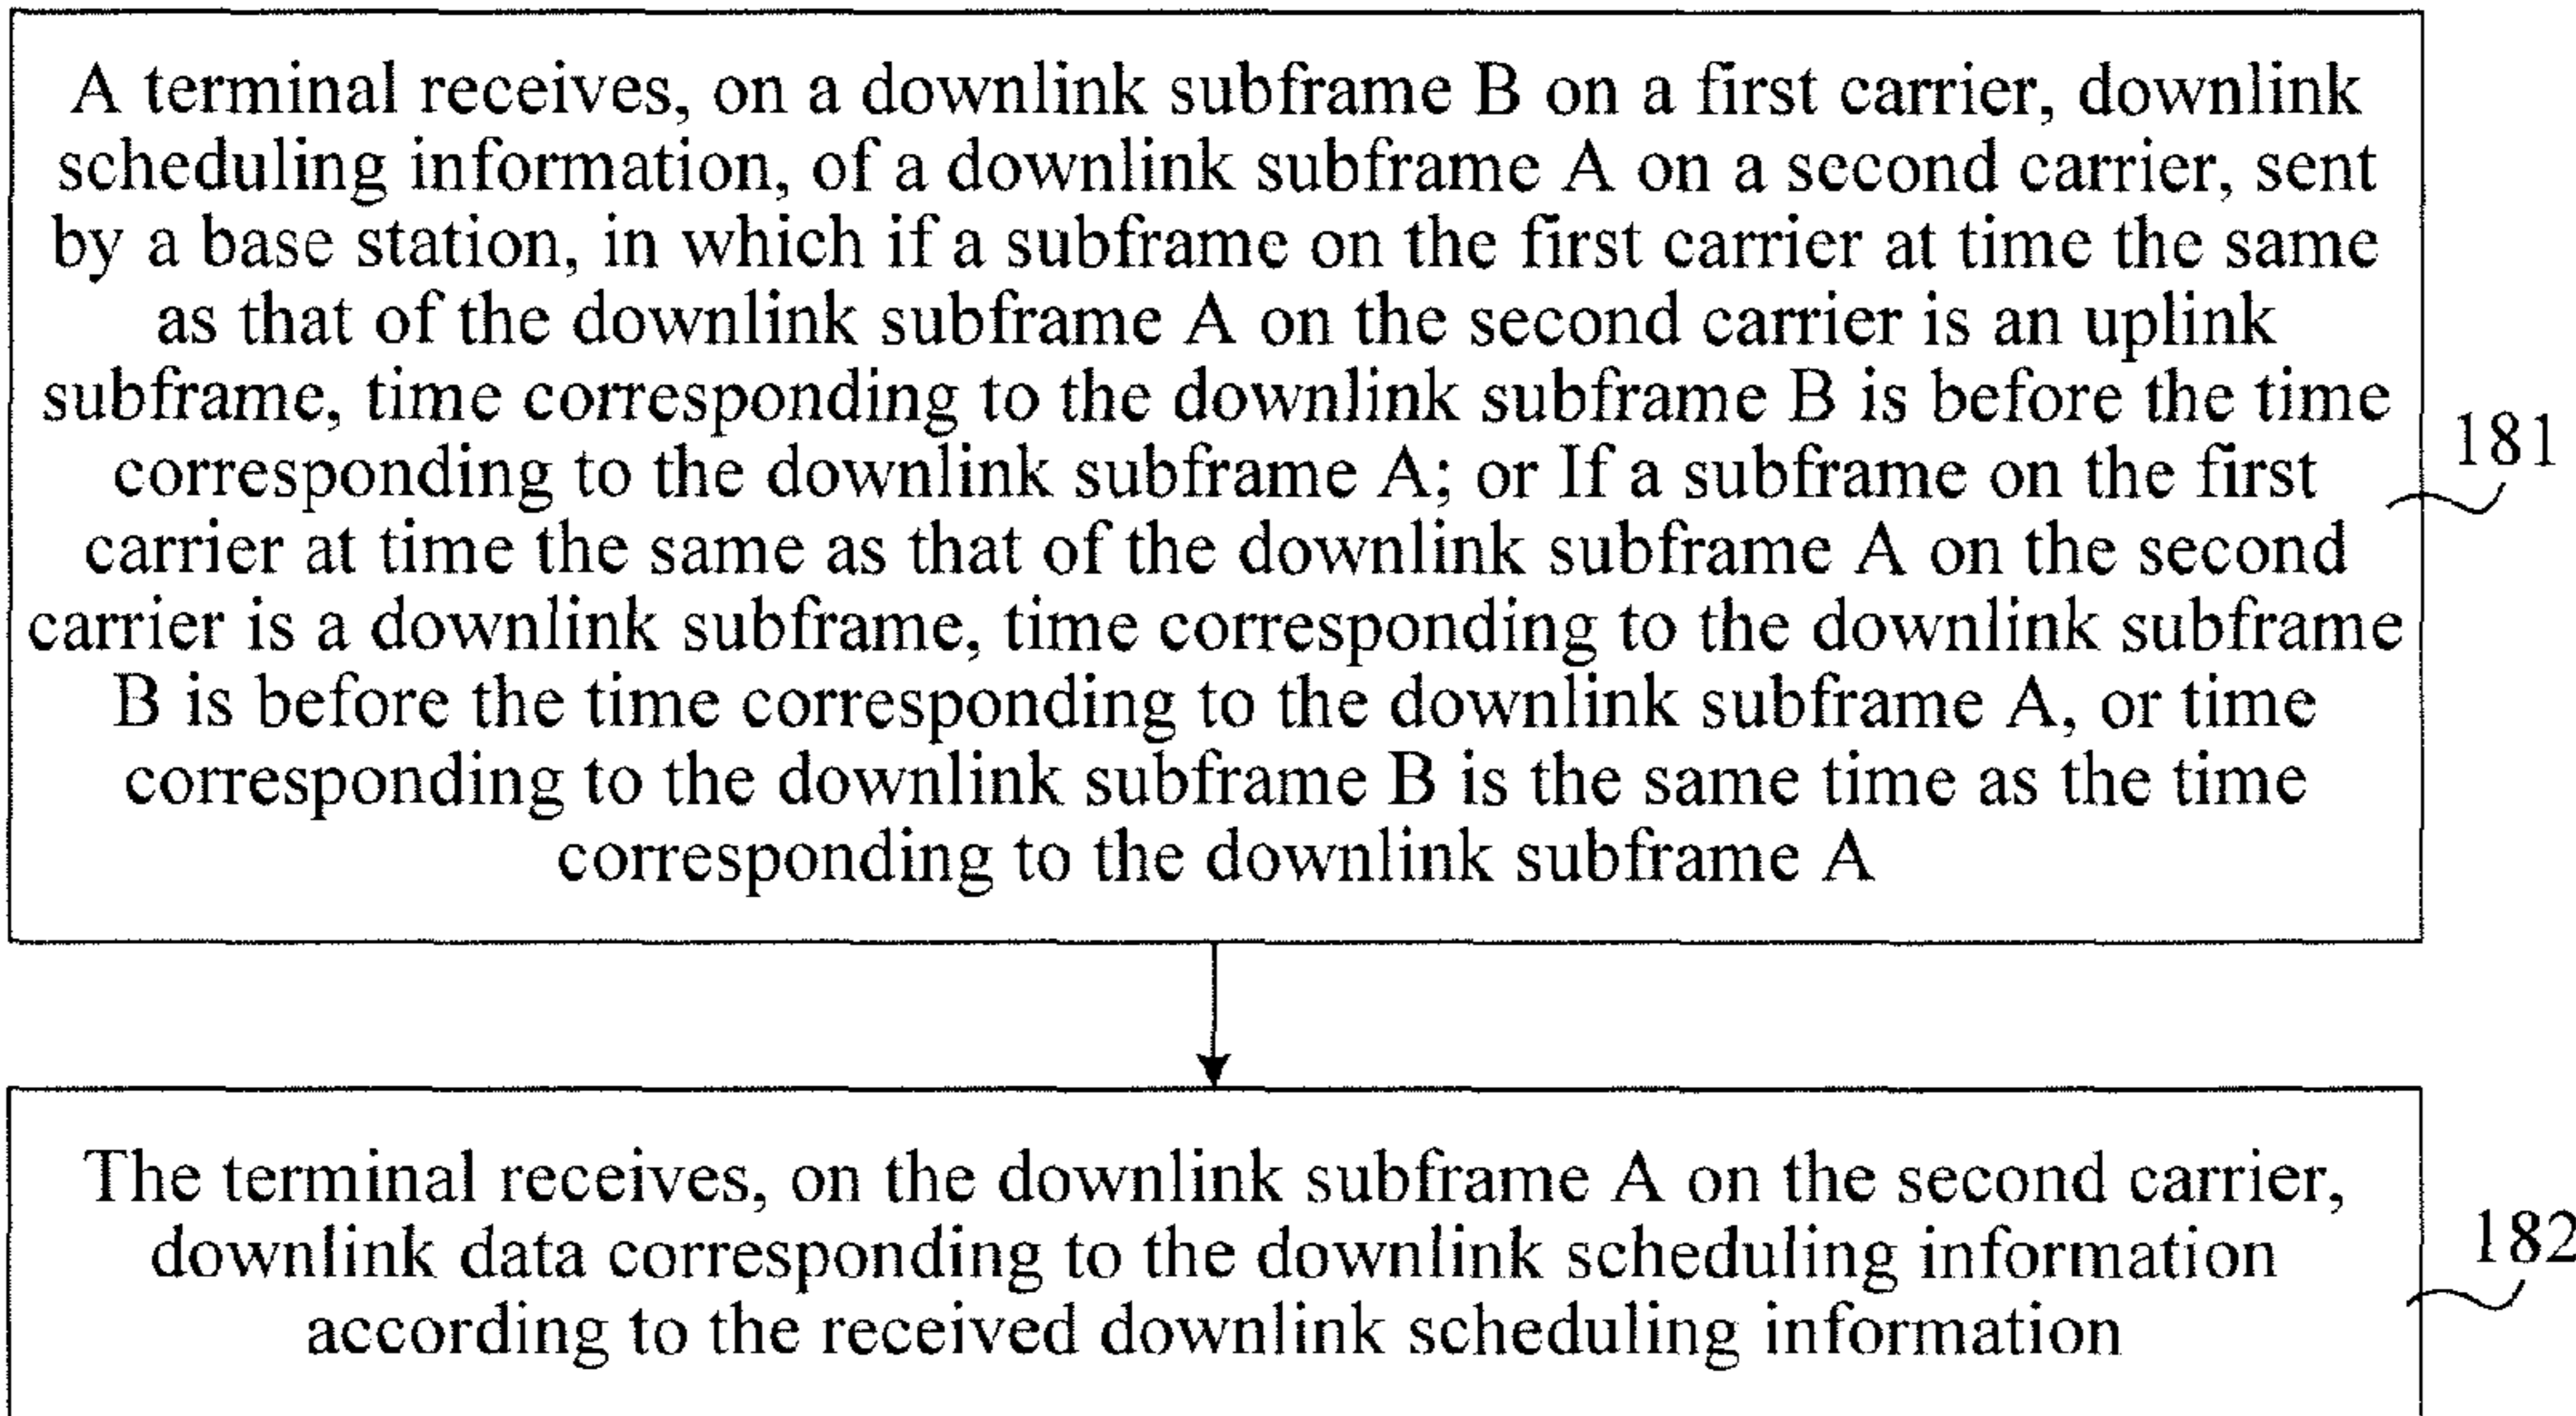 A terminal receives, on a downlink subframe B on a first carrier, downlink
scheduling information, of a downlink subframe A on a second carrier, sent
by a base station, in which if a subframe on the first carrier at time the same
as that of the downlink subframe A on the second carrier is an uplink
subframe, time corresponding to the downlink subframe B is before the time
corresponding to the downlink subframe A; or If a subframe on the first
carrier at time the same as that of the downlink subframe A on the second
carrier is a downlink subframe, time corresponding to the downlink subframe
B is before the time corresponding to the downlink subframe A, or time
corresponding to the downlink subframe B is the same time as the time
corresponding to the downlink subframe A
181
The terminal receives, on the downlink subframe A on the second carrier,
downlink data corresponding to the downlink scheduling information
according to the received downlink scheduling information
182